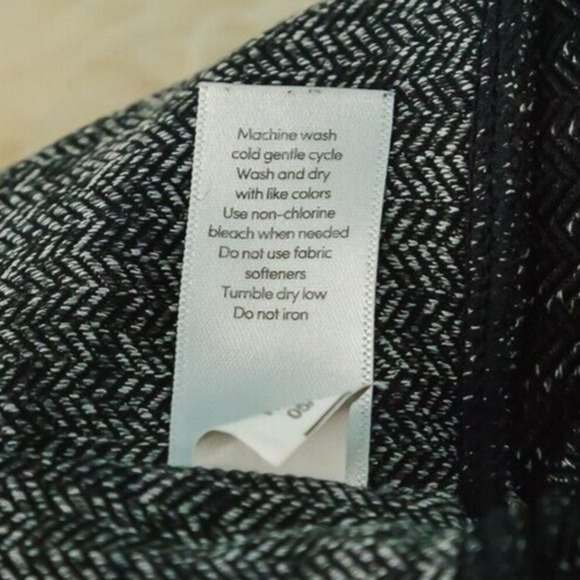 Machine wash
cold gentle cycle
Wash and dry
with like colors
Use non-chlorine
bleach when needed
Do not use fabric
softeners
Tumble dry low
Do not iron